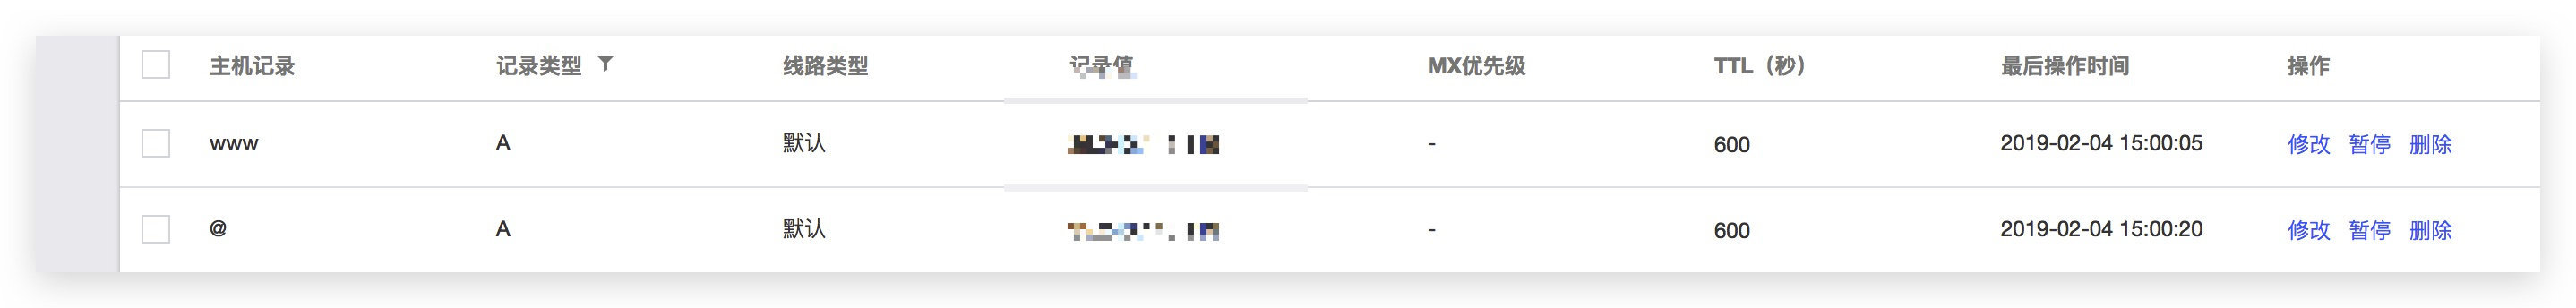 主机记录 记录类型 线路类型 记录值 MX优先级 TTL（秒） 最后操作时间 操作
www A 默认 - 600 2019-02-04 15:00:05 修改 暂停 删除
@ A 默认 - 600 2019-02-04 15:00:20 修改 暂停 删除